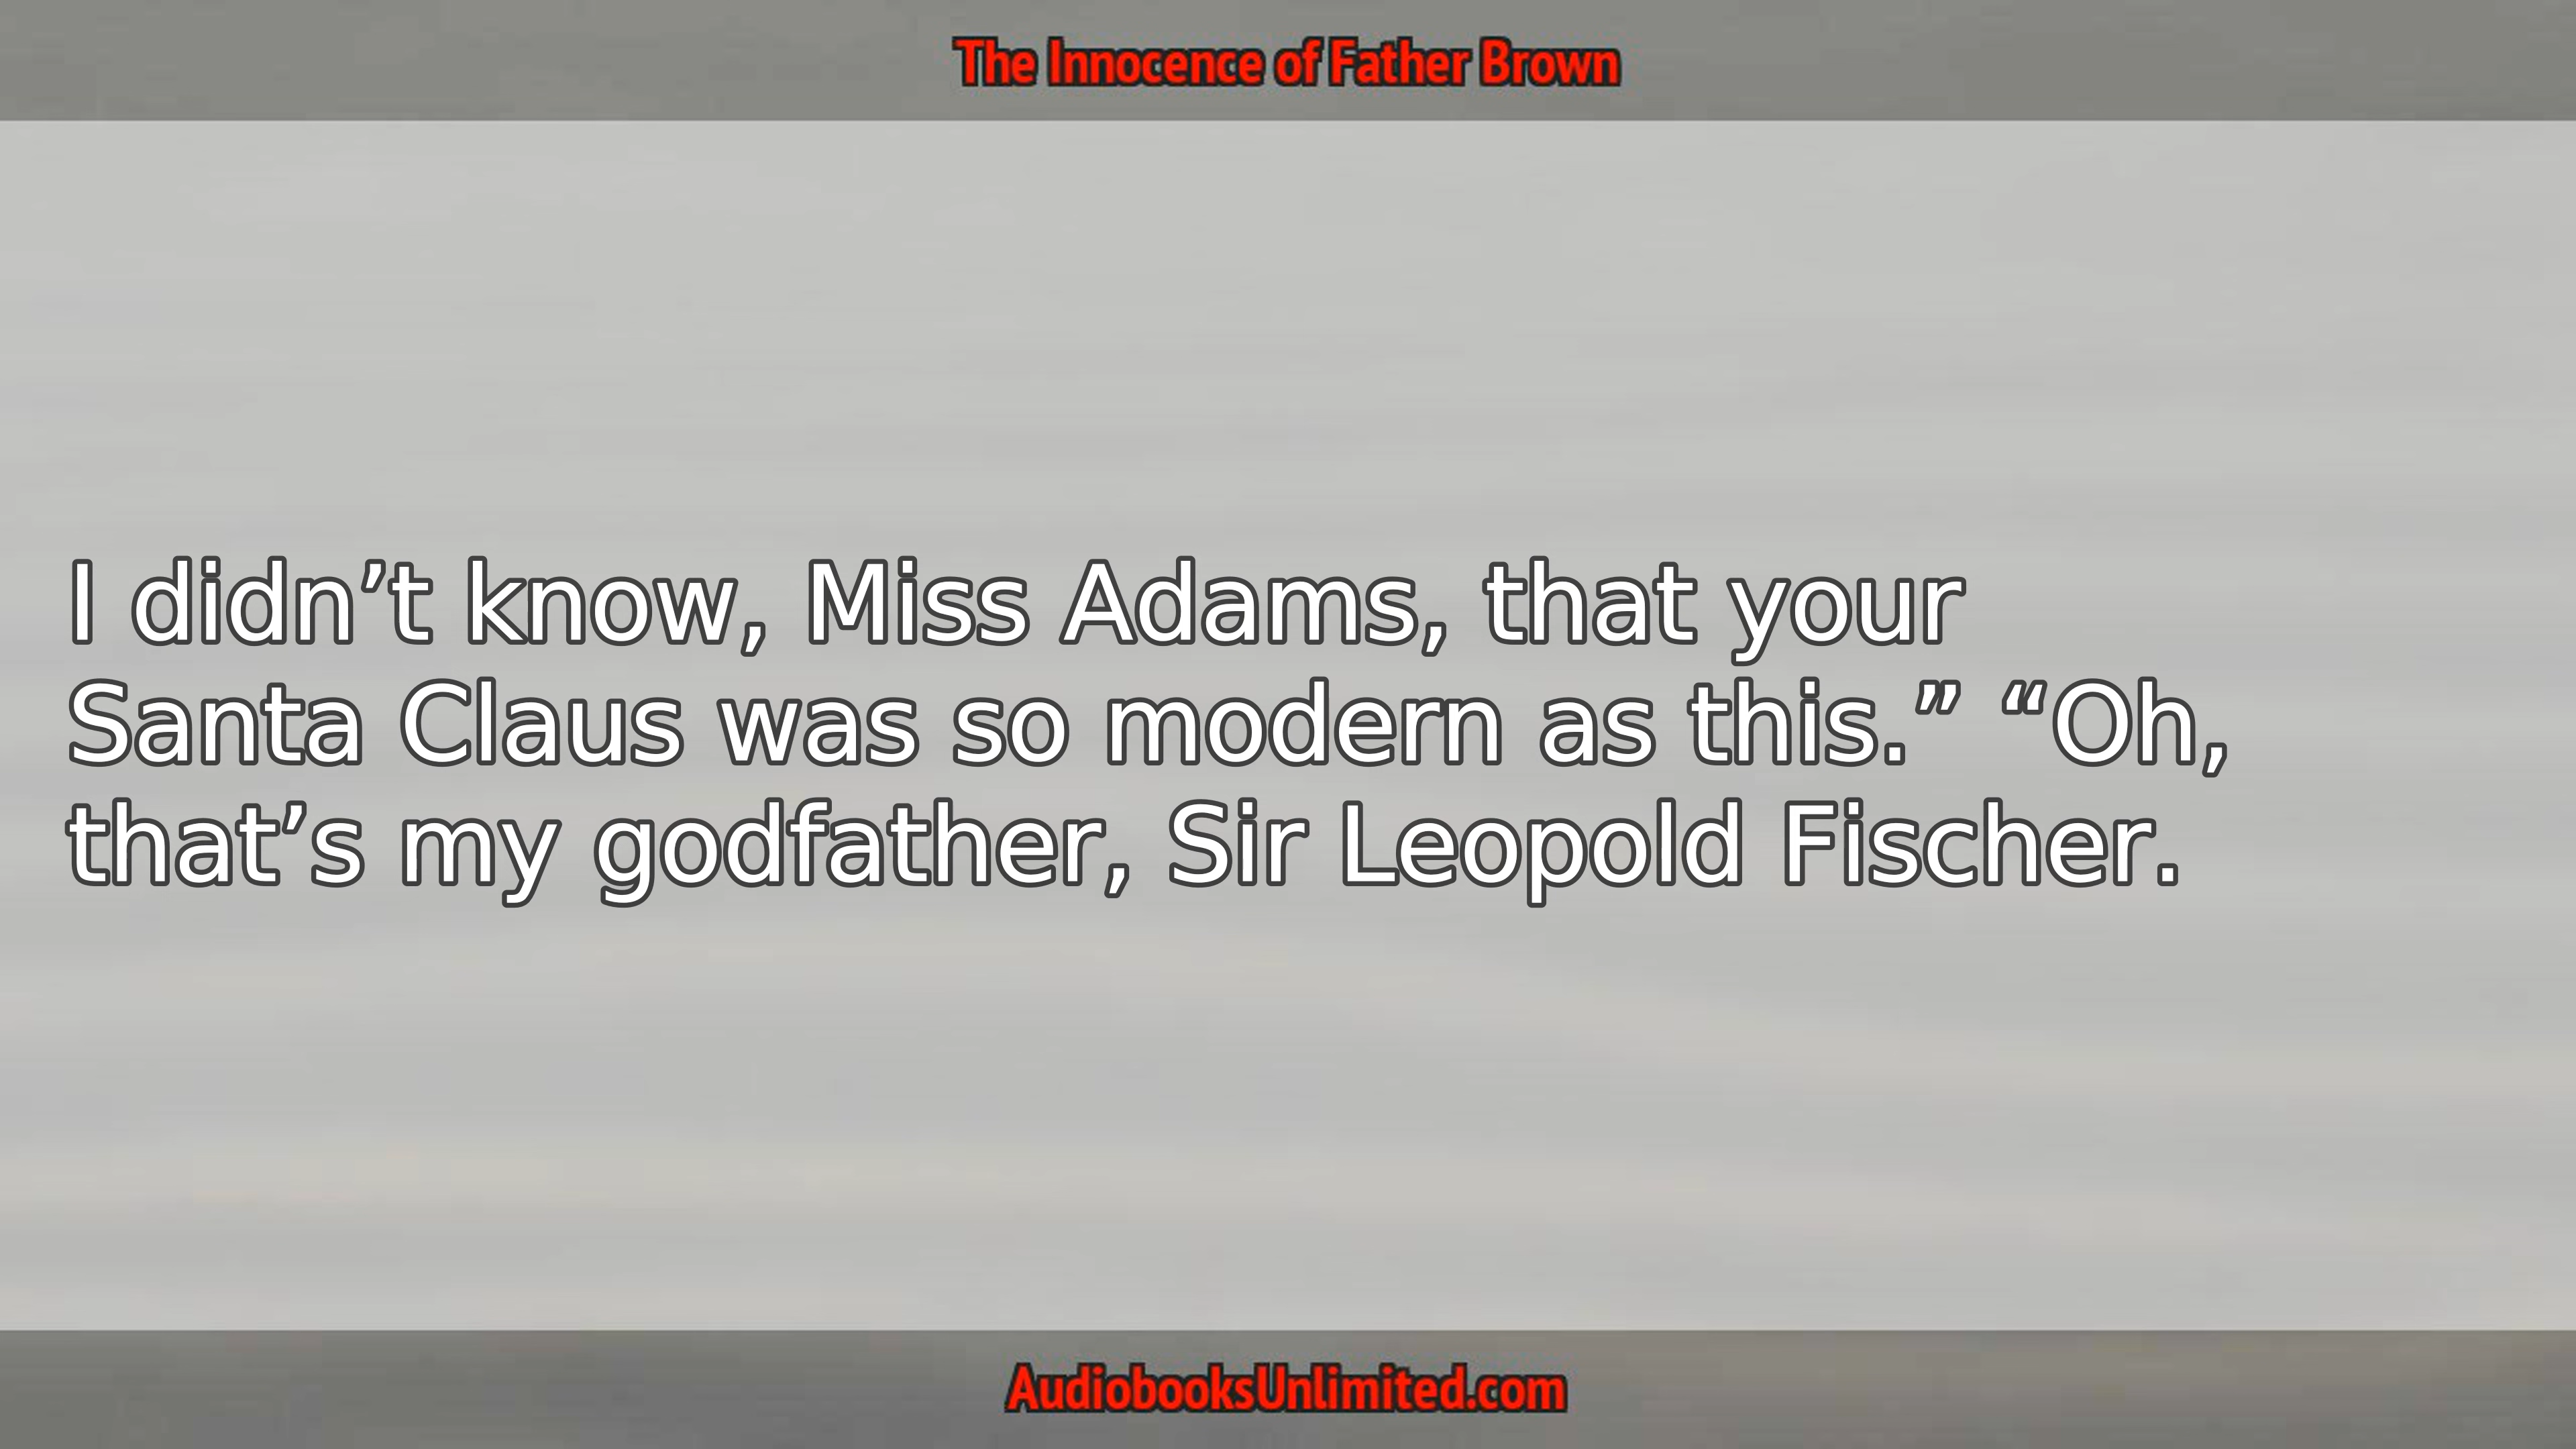 The Innocence of Father Brown
I didn’t know, Miss Adams, that your
Santa Claus was so modern as this.” “Oh,
that’s my godfather, Sir Leopold Fischer.
AudiobooksUnlimited.com